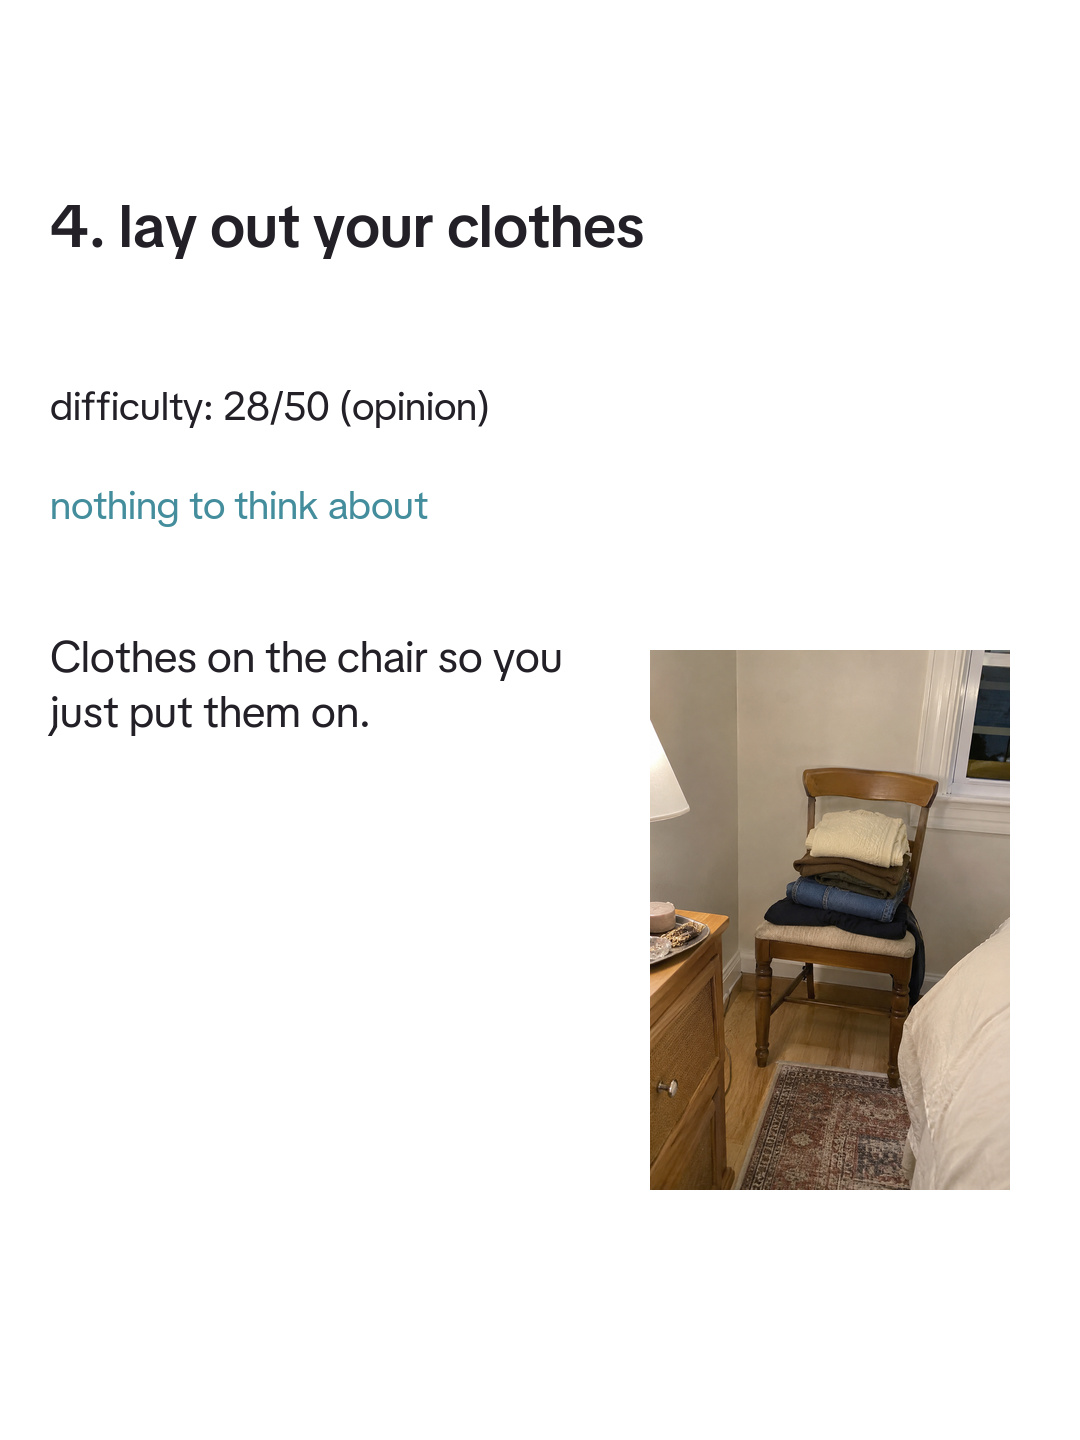 4. lay out your clothes
difficulty: 28/50 (opinion)
nothing to think about
Clothes on the chair so you
just put them on.